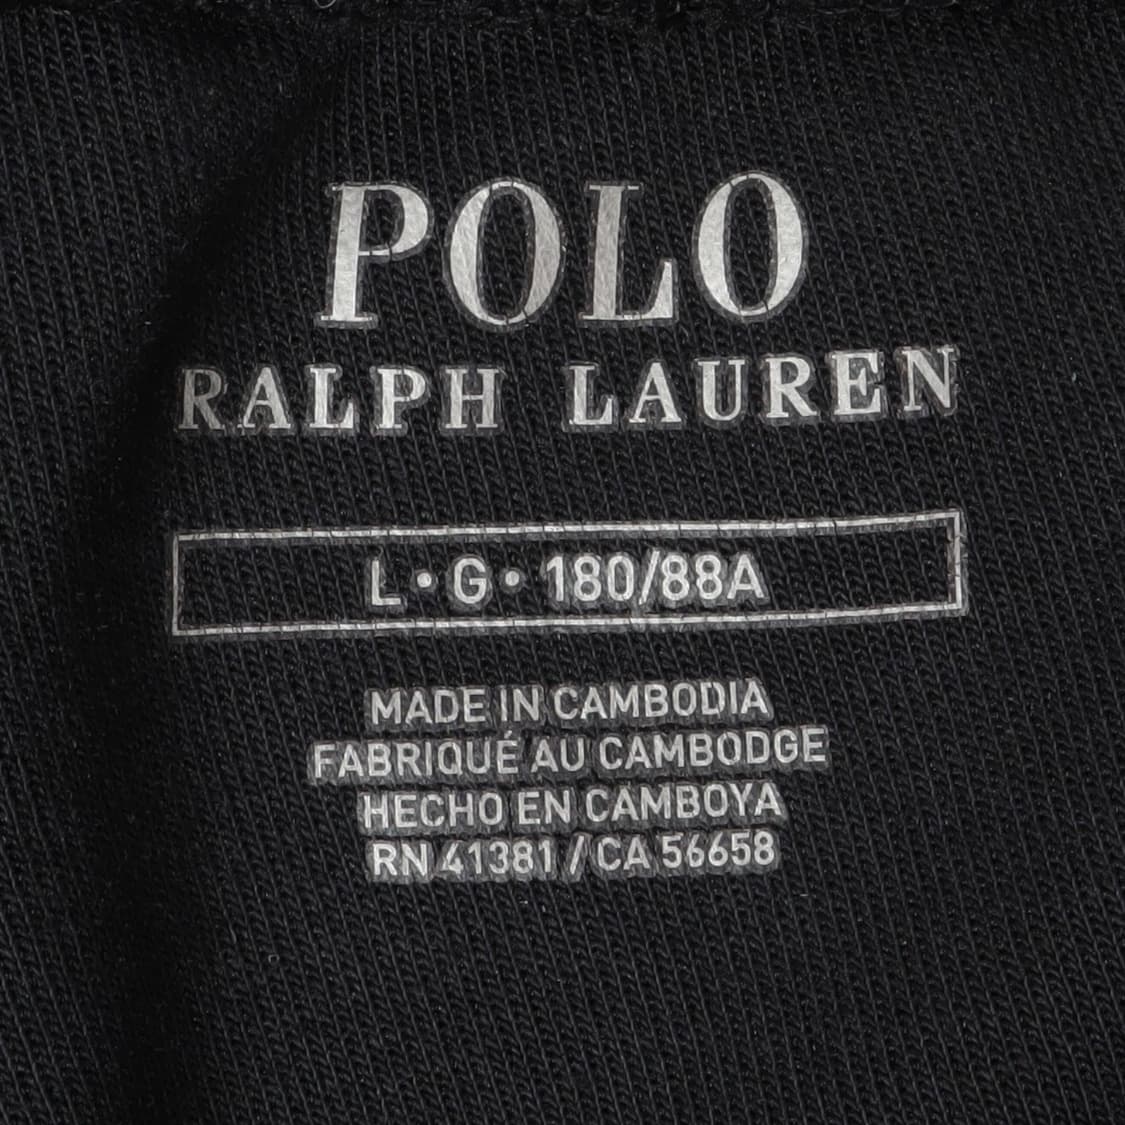 POLO
RALPH LAUREN
L • G • 180/88A
MADE IN CAMBODIA
FABRIQUÉ AU CAMBODGE
HECHO EN CAMBOYA
RN 41381 / CA 56658